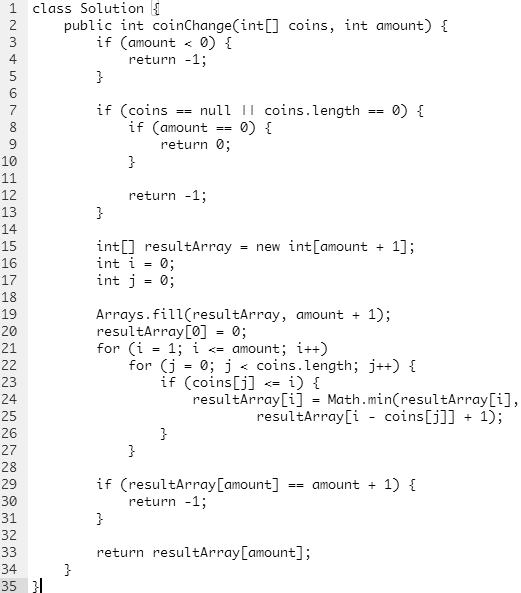 1 class Solution {
2     public int coinChange(int[] coins, int amount) {
3         if (amount < 0) {
4             return -1;
5         }
6
7         if (coins == null || coins.length == 0) {
8             if (amount == 0) {
9                 return 0;
10             }
11
12             return -1;
13         }
14
15         int[] resultArray = new int[amount + 1];
16         int i = 0;
17         int j = 0;
18
19         Arrays.fill(resultArray, amount + 1);
20         resultArray[0] = 0;
21         for (i = 1; i <= amount; i++)
22             for (j = 0; j < coins.length; j++) {
23                 if (coins[j] <= i) {
24                     resultArray[i] = Math.min(resultArray[i],
25                             resultArray[i - coins[j]] + 1);
26                 }
27             }
28
29         if (resultArray[amount] == amount + 1) {
30             return -1;
31         }
32
33         return resultArray[amount];
34     }
35 }